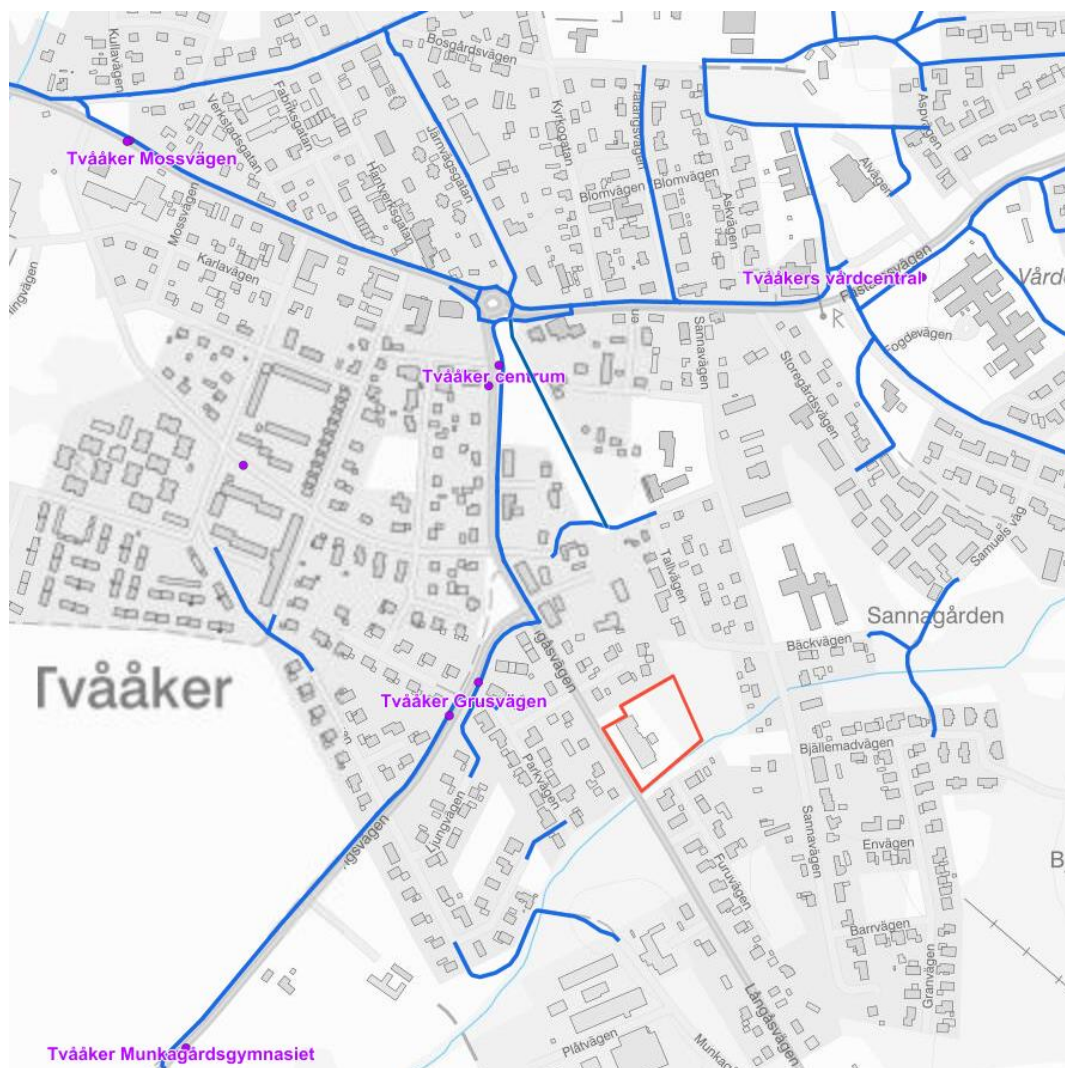 Kullavägen
Bosgårdsvägen
Verkstadsgatan
Fabriksgatan
Järnvägsgatan
Kyrkogatan
Aspvägen
Tvååker Mossvägen
Hantverksgatan
Blomvägen
Blomvägen
Askvägen
Alvägen
Mossvägen
Karlavägen
Tvååkers vårdcentral
Vårdc
Sannavägen
Fogdevägen
Storegårdsvägen
Tvååker centrum
Tallvägen
Samuels väg
Sannagården
Bäckvägen
Tvååker
Tvååker Grusvägen
Bjällemadvägen
Parkvägen
Ljungvägen
Sannavägen
Envägen
Furuvägen
Barrvägen
Granvägen
Långåsvägen
Plåtvägen
Munkag
Tvååker Munkagårdsgymnasiet